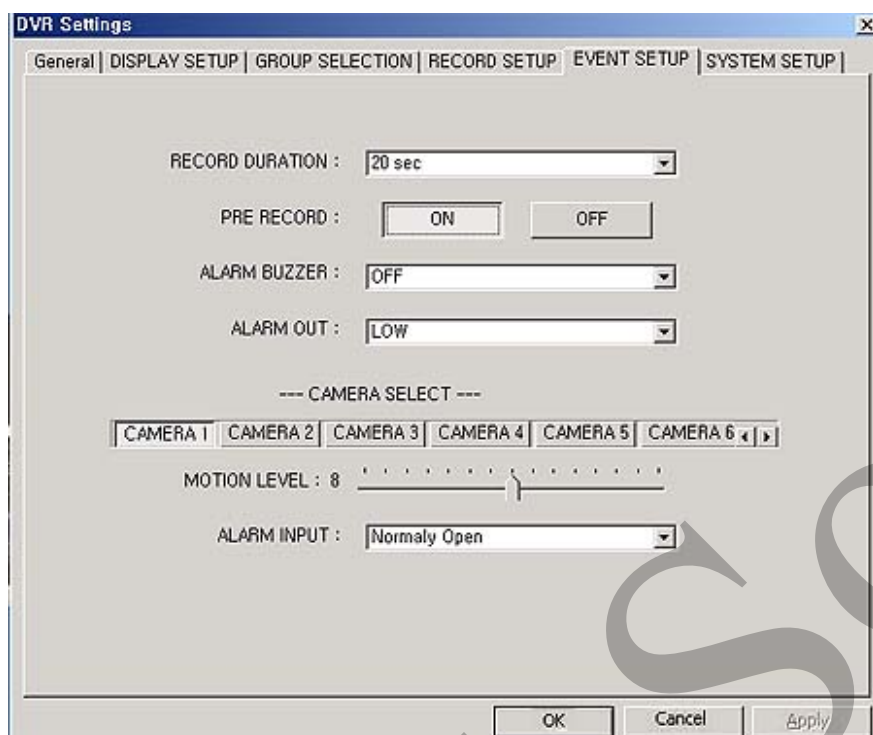 DVR Settings
General DISPLAY SETUP GROUP SELECTION RECORD SETUP EVENT SETUP SYSTEM SETUP
RECORD DURATION : 20 sec
PRE RECORD : ON OFF
ALARM BUZZER : OFF
ALARM OUT : LOW
--- CAMERA SELECT ---
CAMERA 1 CAMERA 2 CAMERA 3 CAMERA 4 CAMERA 5 CAMERA 6
MOTION LEVEL : 8
ALARM INPUT : Normaly Open
OK Cancel Apply